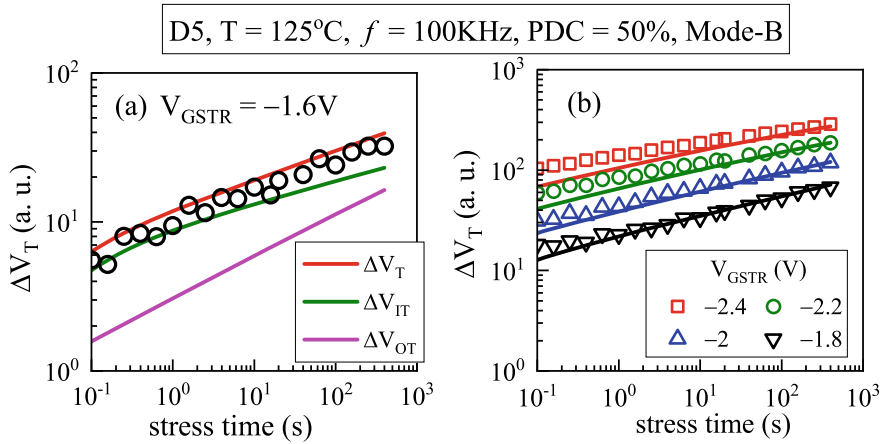 D5, T = 125°C, f = 100KHz, PDC = 50%, Mode-B
(a) V_GSTR = −1.6V
ΔV_T (a. u.)
10²
10¹
10⁰
ΔV_T
ΔV_IT
ΔV_OT
10⁻¹ 10⁰ 10¹ 10² 10³
stress time (s)
(b)
ΔV_T (a. u.)
10³
10²
10¹
10⁰
V_GSTR (V)
−2.4 −2.2
−2 −1.8
10⁻¹ 10⁰ 10¹ 10² 10³
stress time (s)